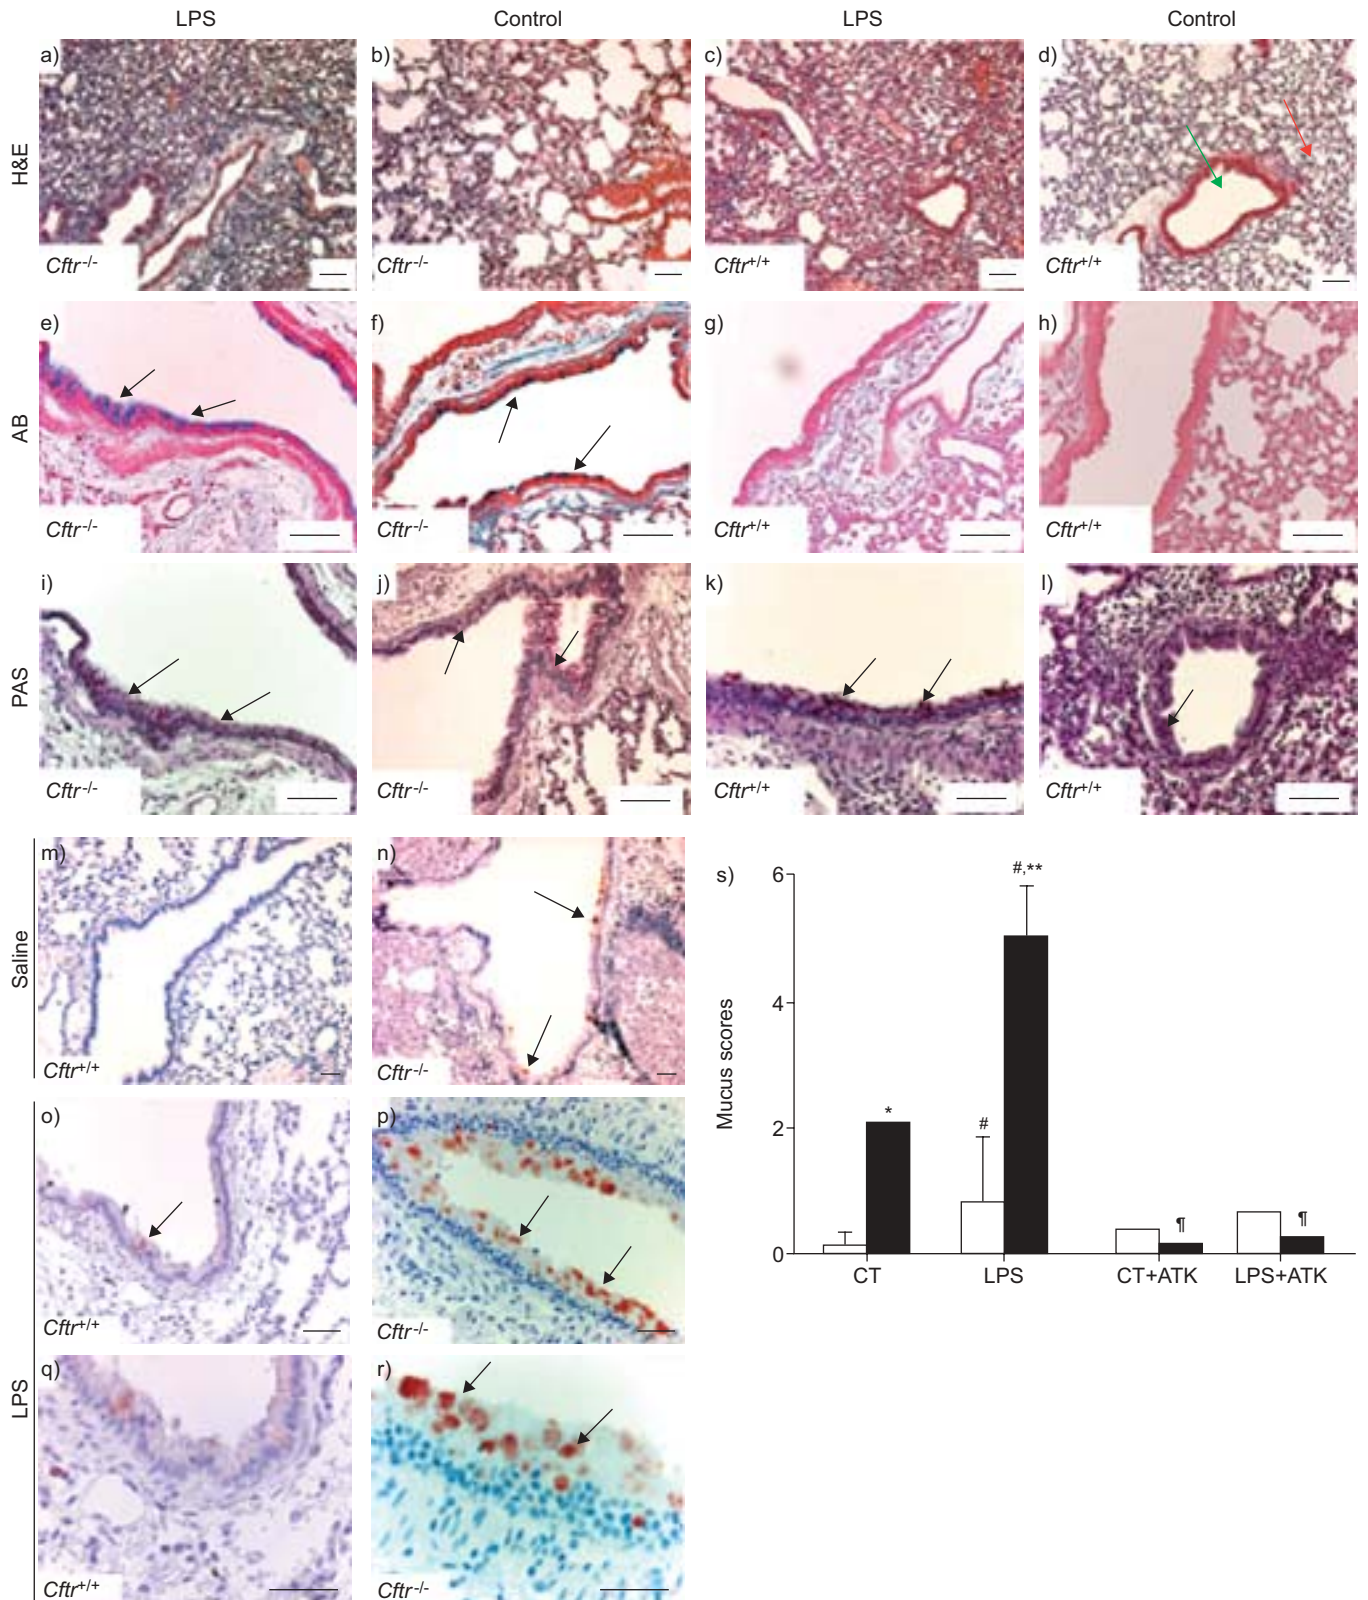 LPS Control LPS Control
H&E
a) b) c) d)
Cftr-/- Cftr-/- Cftr+/+ Cftr+/+
AB
e) f) g) h)
Cftr-/- Cftr-/- Cftr+/+ Cftr+/+
PAS
i) j) k) l)
Cftr-/- Cftr-/- Cftr+/+ Cftr+/+
Saline
m) n)
Cftr+/+ Cftr-/-
LPS
o) p)
Cftr+/+ Cftr-/-
q) r)
Cftr+/+ Cftr-/-
s)
Mucus scores
6
4
2
0
*
#
#,**
¶
¶
CT LPS CT+ATK LPS+ATK